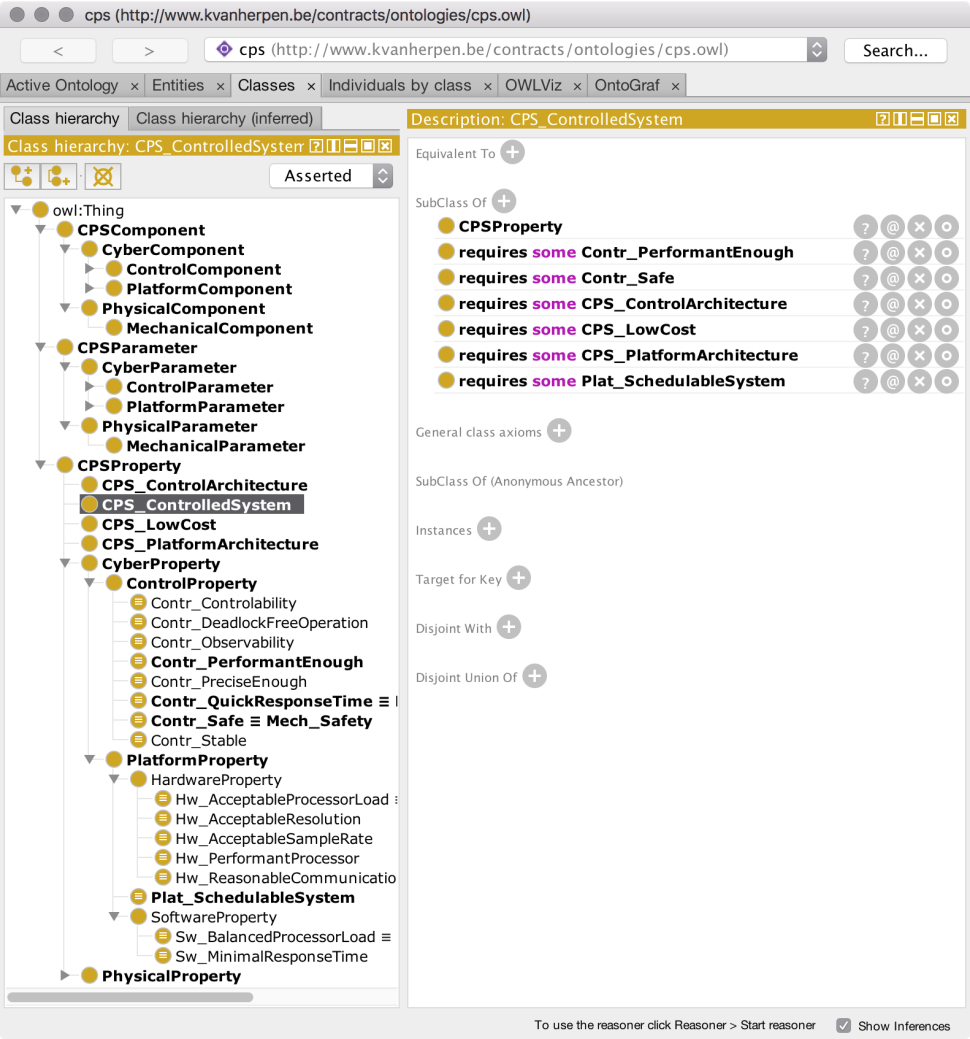 cps (http://www.kvanherpen.be/contracts/ontologies/cps.owl)
< > cps (http://www.kvanherpen.be/contracts/ontologies/cps.owl) Search...
Active Ontology × Entities × Classes × Individuals by class × OWLViz × OntoGraf ×
Class hierarchy Class hierarchy (inferred)
Class hierarchy: CPS_ControlledSystem
Asserted
owl:Thing
CPSComponent
CyberComponent
ControlComponent
PlatformComponent
PhysicalComponent
MechanicalComponent
CPSParameter
CyberParameter
ControlParameter
PlatformParameter
PhysicalParameter
MechanicalParameter
CPSProperty
CPS_ControlArchitecture
CPS_ControlledSystem
CPS_LowCost
CPS_PlatformArchitecture
CyberProperty
ControlProperty
Contr_Controlability
Contr_DeadlockFreeOperation
Contr_Observability
Contr_PerformantEnough
Contr_PreciseEnough
Contr_QuickResponseTime ≡
Contr_Safe ≡ Mech_Safety
Contr_Stable
PlatformProperty
HardwareProperty
Hw_AcceptableProcessorLoad ≡
Hw_AcceptableResolution
Hw_AcceptableSampleRate
Hw_PerformantProcessor
Hw_ReasonableCommunicatio
Plat_SchedulableSystem
SoftwareProperty
Sw_BalancedProcessorLoad ≡
Sw_MinimalResponseTime
PhysicalProperty
Description: CPS_ControlledSystem
Equivalent To
SubClass Of
CPSProperty
requires some Contr_PerformantEnough
requires some Contr_Safe
requires some CPS_ControlArchitecture
requires some CPS_LowCost
requires some CPS_PlatformArchitecture
requires some Plat_SchedulableSystem
General class axioms
SubClass Of (Anonymous Ancestor)
Instances
Target for Key
Disjoint With
Disjoint Union Of
To use the reasoner click Reasoner > Start reasoner Show Inferences